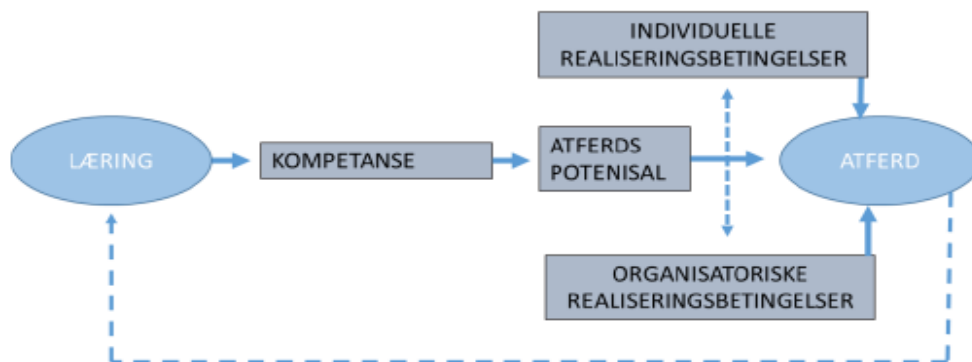 INDIVIDUELLE
REALISERINGSBETINGELSER
LÆRING
KOMPETANSE
ATFERDS
POTENISAL
ATFERD
ORGANISATORISKE
REALISERINGSBETINGELSER